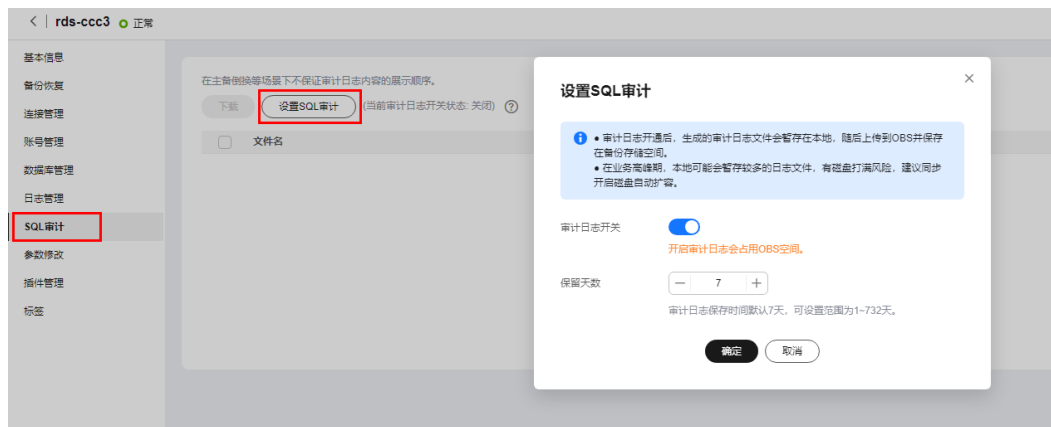 rds-ccc3 正常
基本信息
备份恢复
连接管理
账号管理
数据库管理
日志管理
SQL审计
参数修改
插件管理
标签
在主备倒换等场景下不保证审计日志内容的展示顺序。
下载 设置SQL审计 (当前审计日志开关状态: 关闭)
文件名
设置SQL审计
• 审计日志开通后，生成的审计日志文件会暂存在本地，随后上传到OBS并保存
在备份存储空间。
• 在业务高峰期，本地可能会暂存较多的日志文件，有磁盘打满风险，建议同步
开启磁盘自动扩容。
审计日志开关
开启审计日志会占用OBS空间。
保留天数 7
审计日志保存时间默认7天，可设置范围为1~732天。
确定 取消